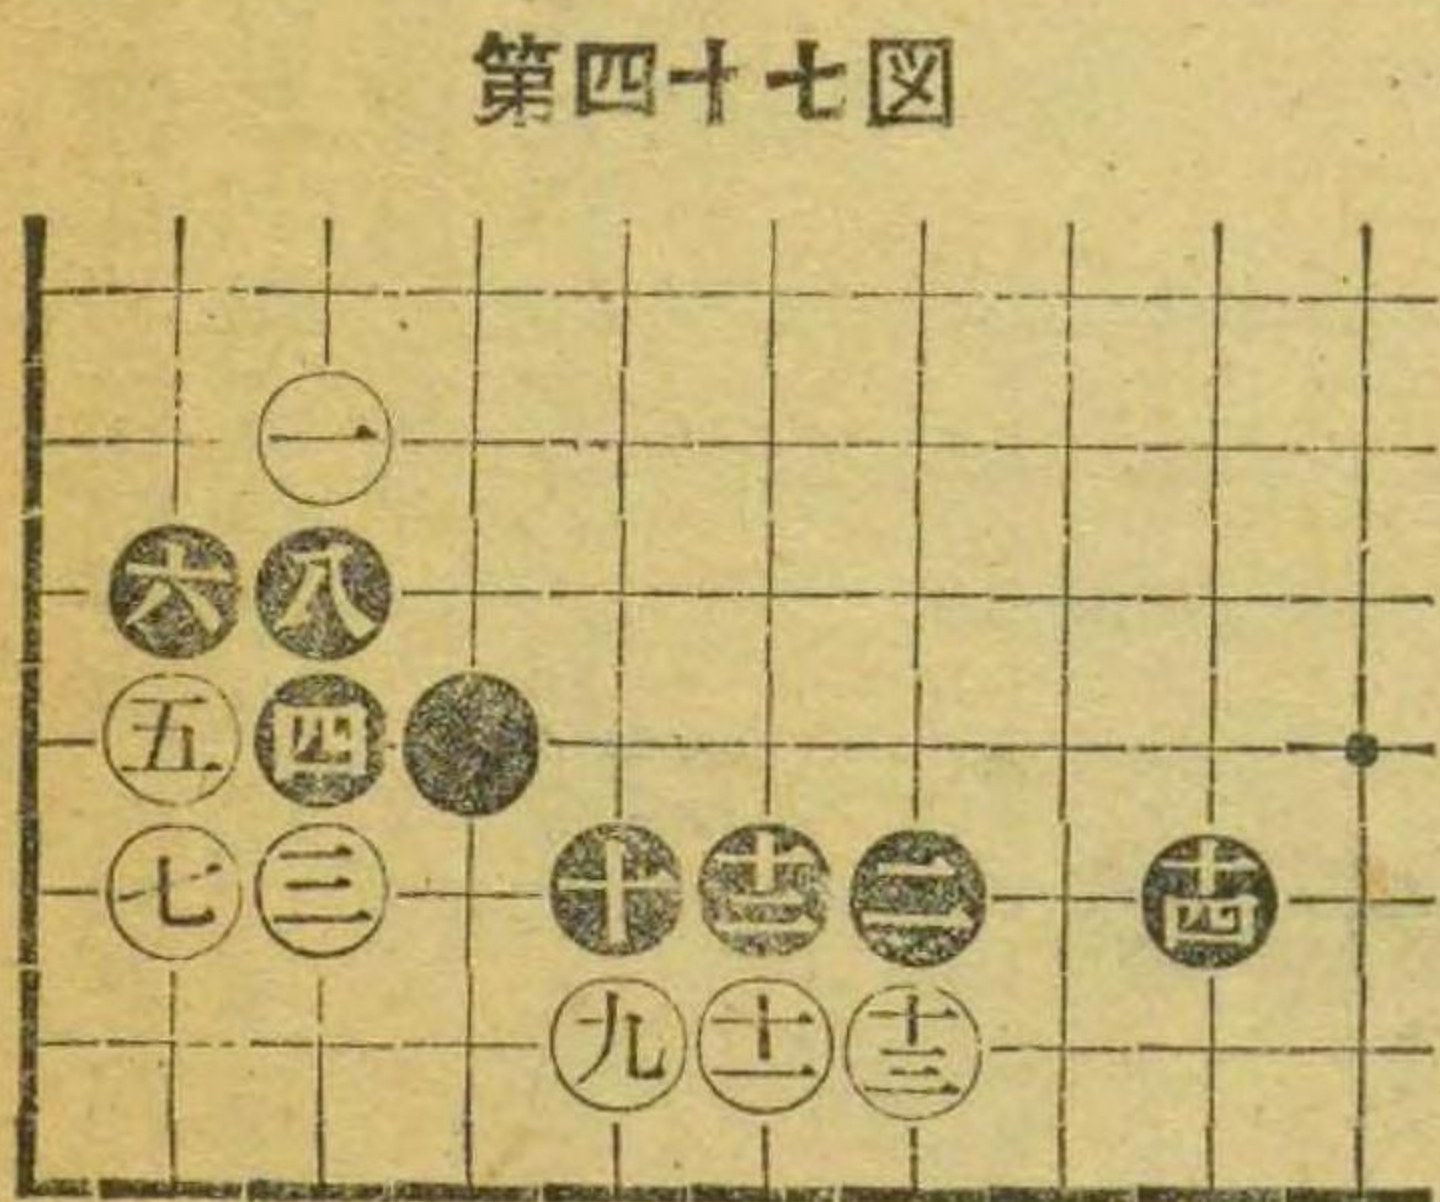 第四十七図
一
六 八
五 四
七 三 十 十二 二 十四
九 十一 十三